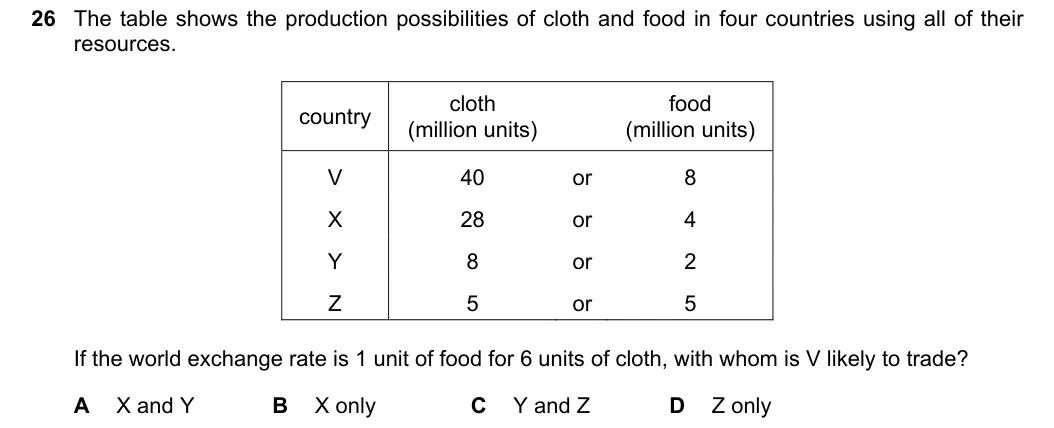 26 The table shows the production possibilities of cloth and food in four countries using all of their
resources.
country cloth (million units) food (million units)
V 40 or 8
X 28 or 4
Y 8 or 2
Z 5 or 5
If the world exchange rate is 1 unit of food for 6 units of cloth, with whom is V likely to trade?
A X and Y B X only C Y and Z D Z only